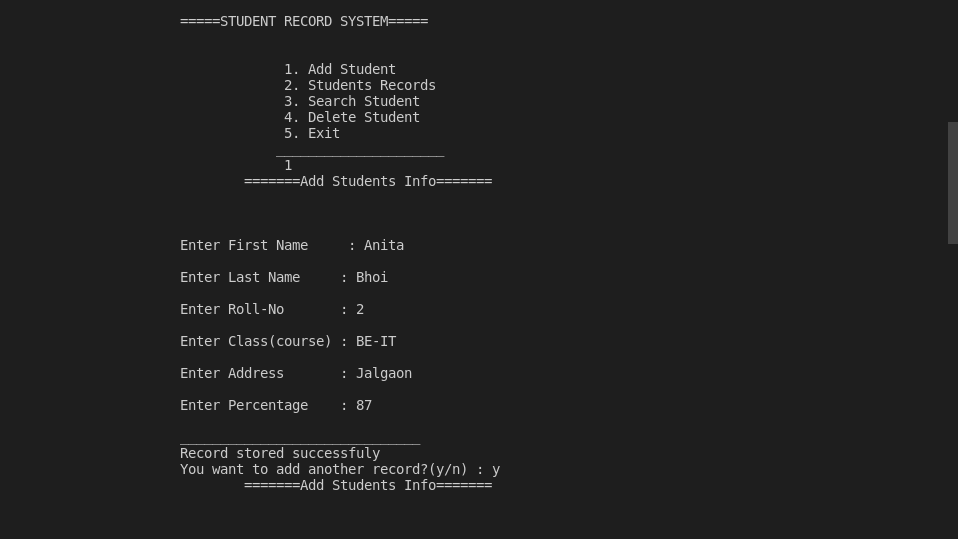 =====STUDENT RECORD SYSTEM=====
1. Add Student
2. Students Records
3. Search Student
4. Delete Student
5. Exit
_____________________
1
=======Add Students Info=======
Enter First Name     : Anita
Enter Last Name     : Bhoi
Enter Roll-No       : 2
Enter Class(course) : BE-IT
Enter Address       : Jalgaon
Enter Percentage    : 87
______________________________
Record stored successfuly
You want to add another record?(y/n) : y
=======Add Students Info=======